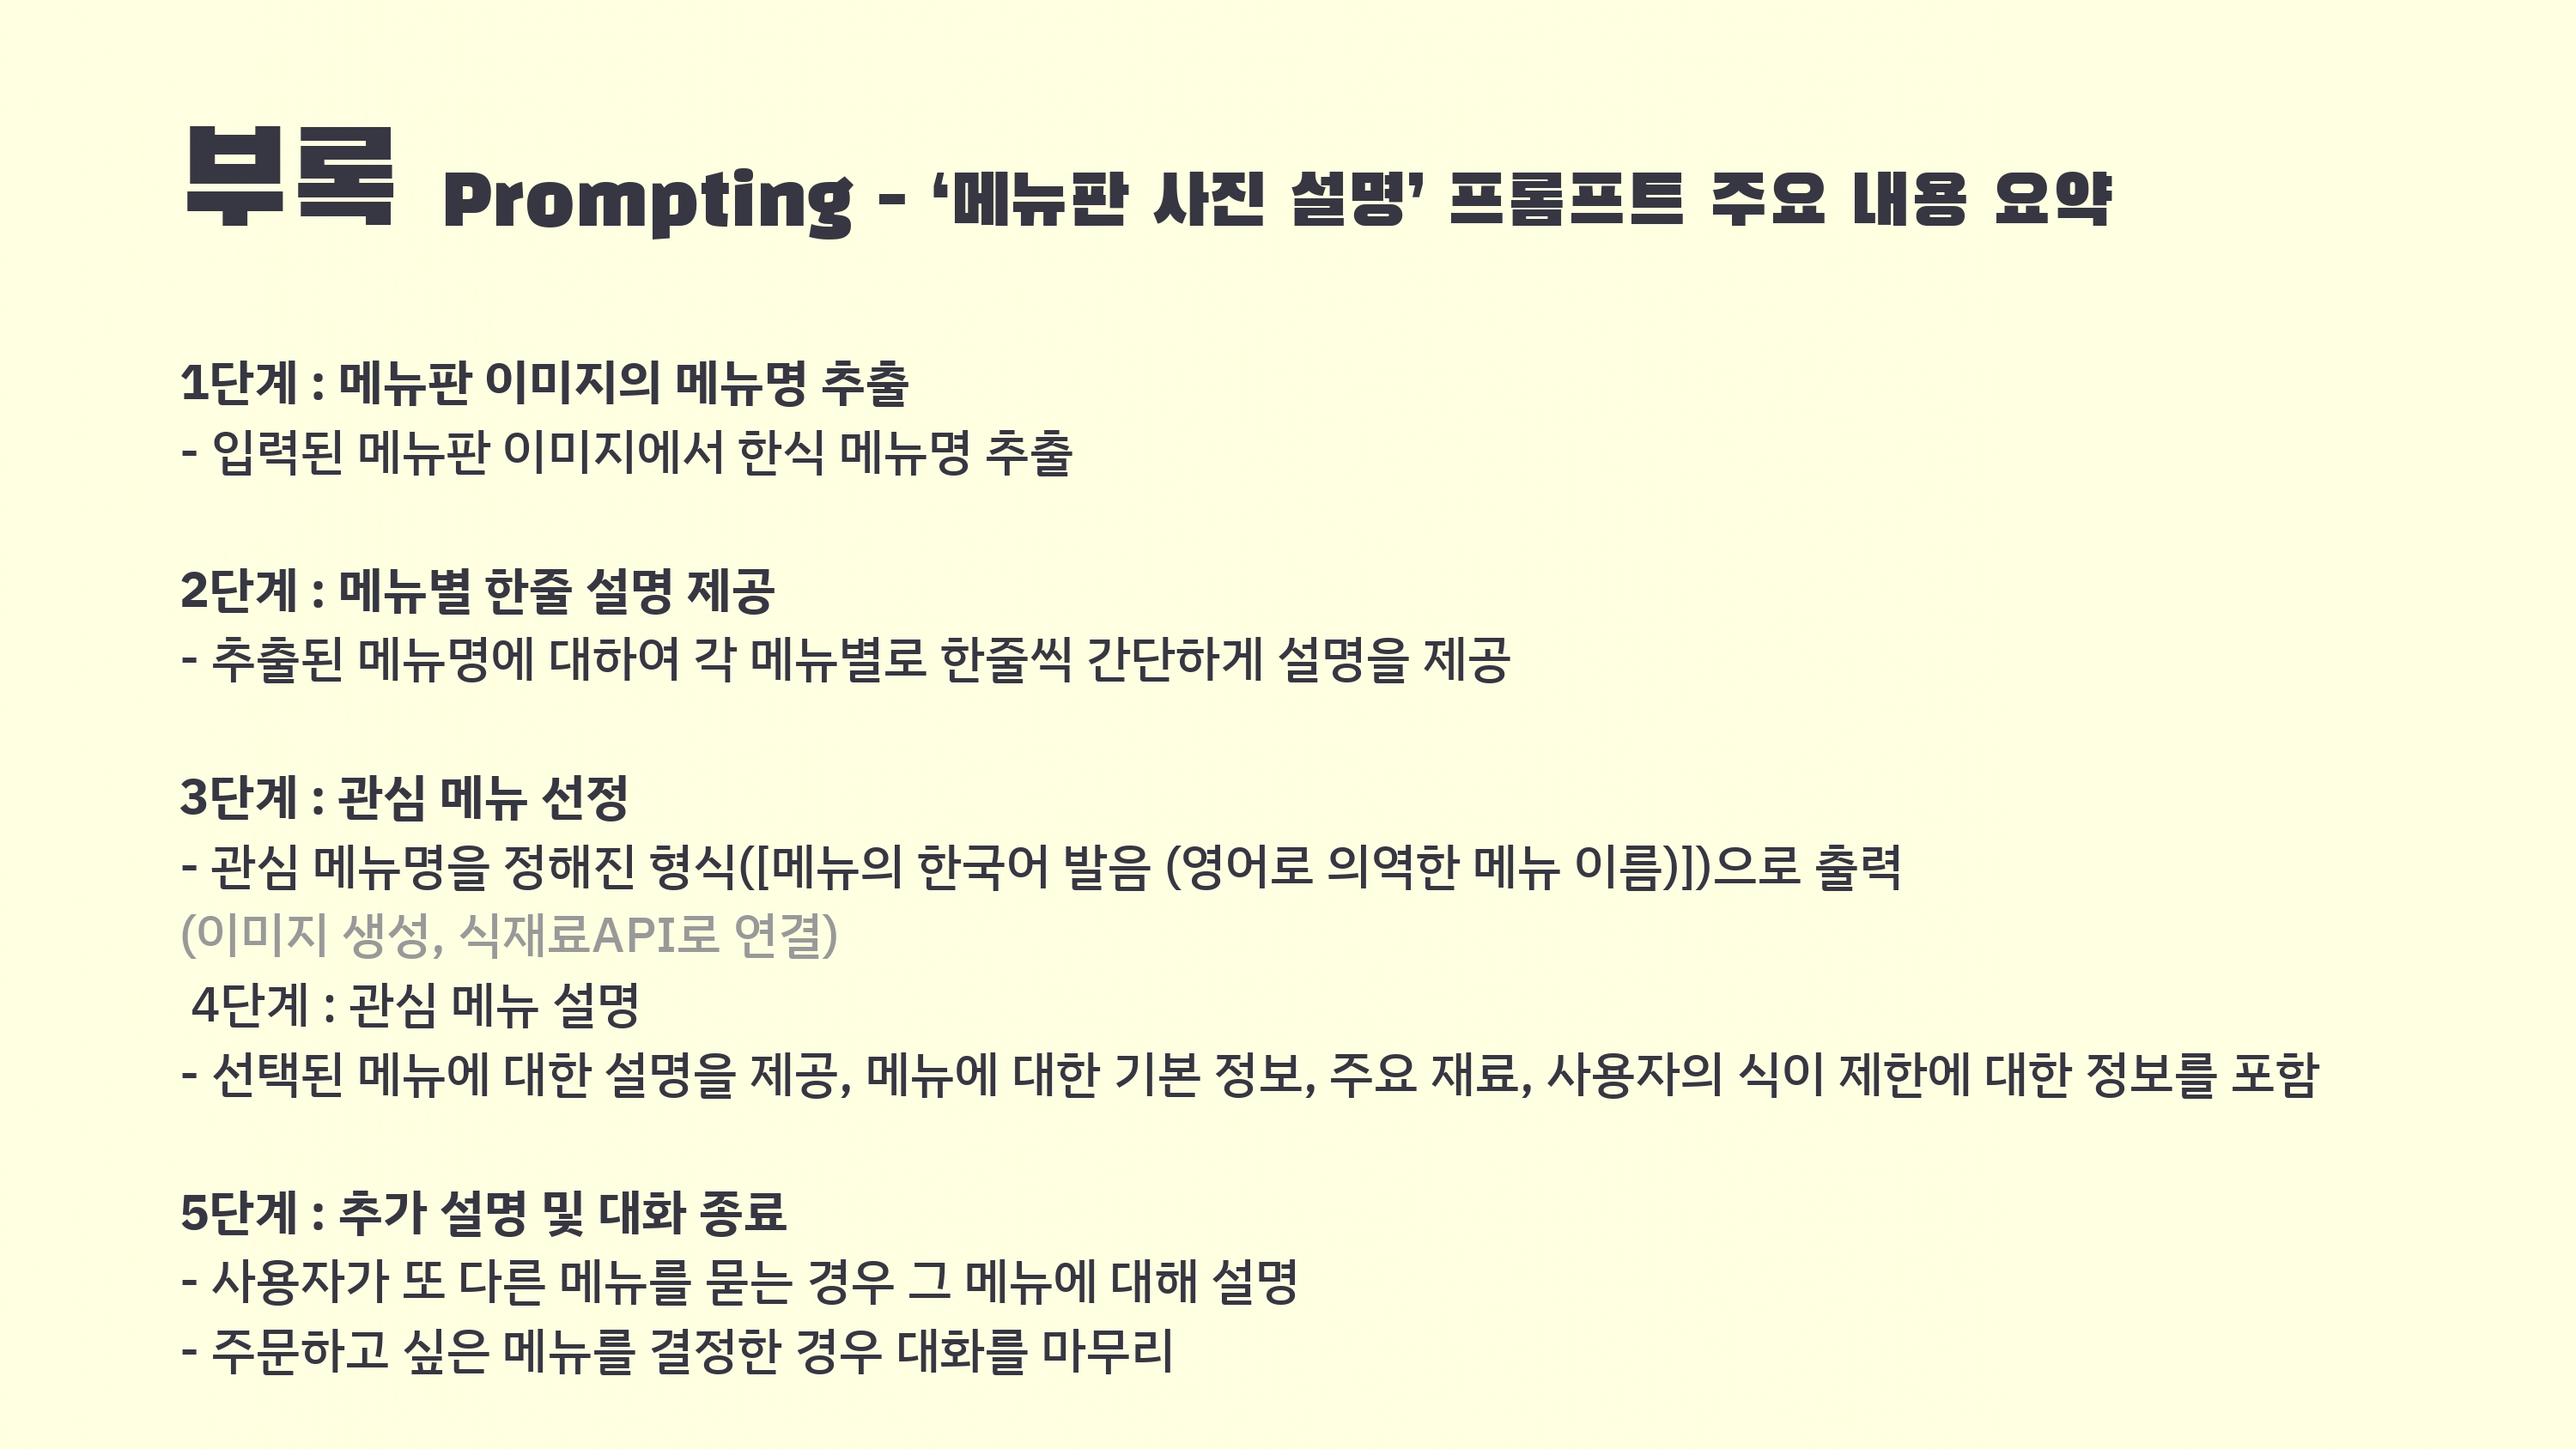 부록 Prompting - ‘메뉴판 사진 설명’ 프롬프트 주요 내용 요약
1단계 : 메뉴판 이미지의 메뉴명 추출
- 입력된 메뉴판 이미지에서 한식 메뉴명 추출
2단계 : 메뉴별 한줄 설명 제공
- 추출된 메뉴명에 대하여 각 메뉴별로 한줄씩 간단하게 설명을 제공
3단계 : 관심 메뉴 선정
- 관심 메뉴명을 정해진 형식([메뉴의 한국어 발음 (영어로 의역한 메뉴 이름)])으로 출력
(이미지 생성, 식재료API로 연결)
4단계 : 관심 메뉴 설명
- 선택된 메뉴에 대한 설명을 제공, 메뉴에 대한 기본 정보, 주요 재료, 사용자의 식이 제한에 대한 정보를 포함
5단계 : 추가 설명 및 대화 종료
- 사용자가 또 다른 메뉴를 묻는 경우 그 메뉴에 대해 설명
- 주문하고 싶은 메뉴를 결정한 경우 대화를 마무리